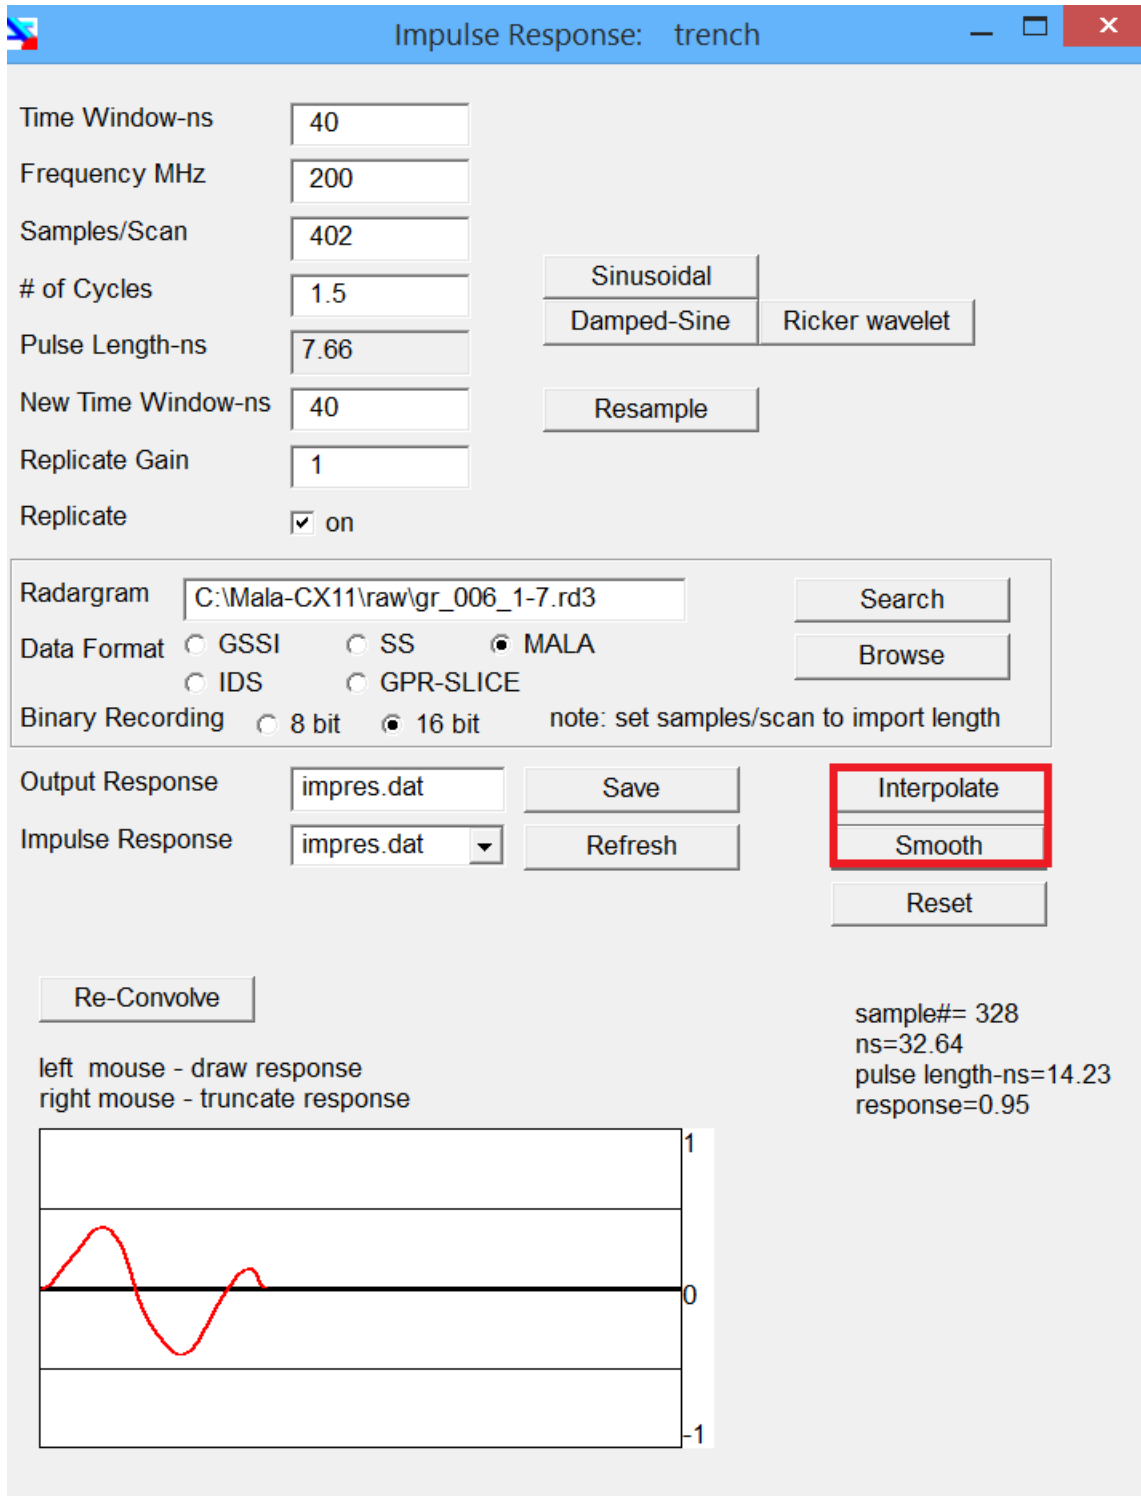 Impulse Response: trench
Time Window-ns 40
Frequency MHz 200
Samples/Scan 402
# of Cycles 1.5
Sinusoidal
Damped-Sine Ricker wavelet
Pulse Length-ns 7.66
New Time Window-ns 40 Resample
Replicate Gain 1
Replicate on
Radargram C:\Mala-CX11\raw\gr_006_1-7.rd3 Search
Data Format GSSI SS MALA Browse
IDS GPR-SLICE
Binary Recording 8 bit 16 bit note: set samples/scan to import length
Output Response impres.dat Save Interpolate
Impulse Response impres.dat Refresh Smooth
Reset
Re-Convolve
sample#= 328
ns=32.64
pulse length-ns=14.23
response=0.95
left mouse - draw response
right mouse - truncate response
1
0
-1